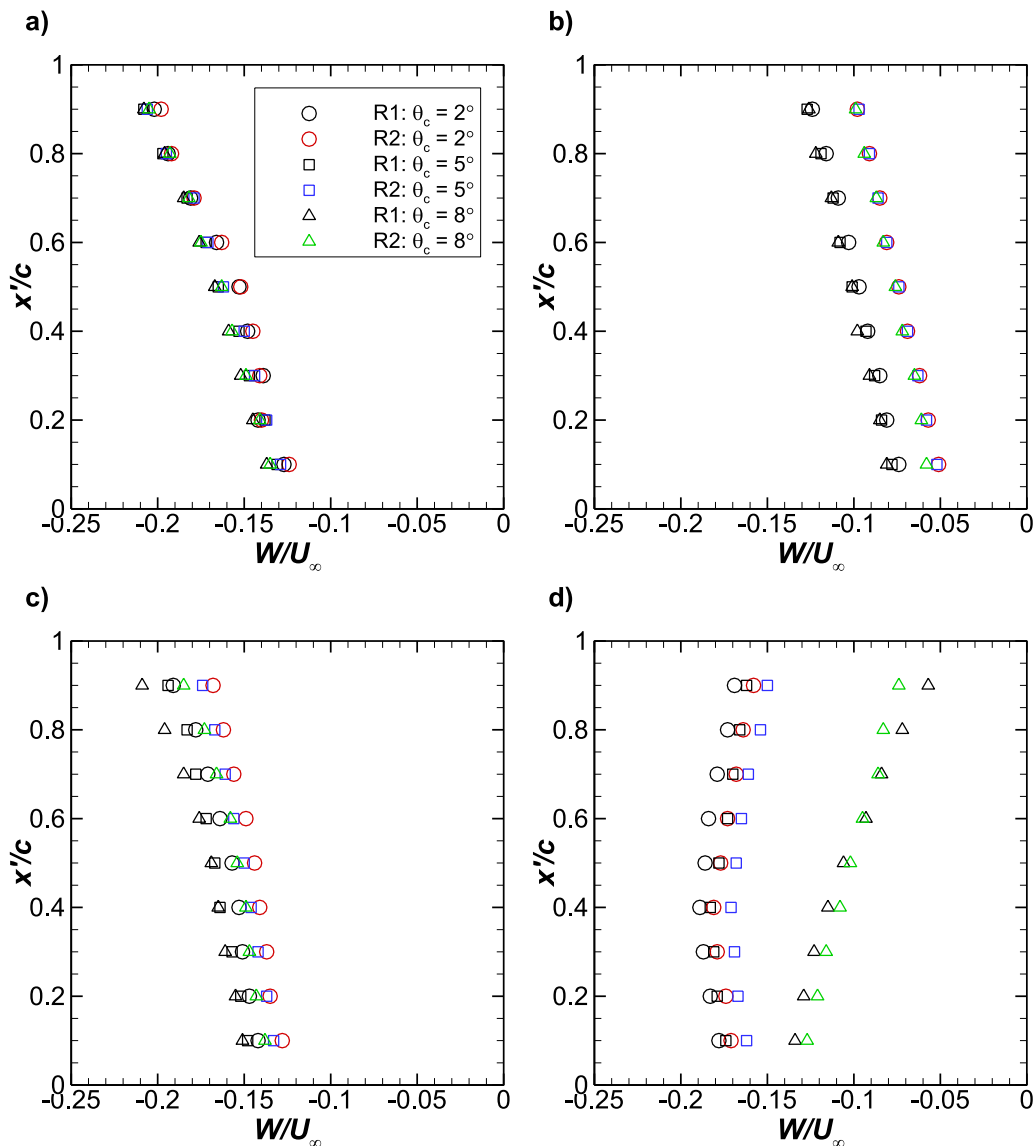 a)
1
0.8
0.6
0.4
0.2
0
x'/c
-0.25
-0.2
-0.15
-0.1
-0.05
0
W/U∞
R1: θc = 2°
R2: θc = 2°
R1: θc = 5°
R2: θc = 5°
R1: θc = 8°
R2: θc = 8°
b)
1
0.8
0.6
0.4
0.2
0
x'/c
-0.25
-0.2
-0.15
-0.1
-0.05
0
W/U∞
c)
1
0.8
0.6
0.4
0.2
0
x'/c
-0.25
-0.2
-0.15
-0.1
-0.05
0
W/U∞
d)
1
0.8
0.6
0.4
0.2
0
x'/c
-0.25
-0.2
-0.15
-0.1
-0.05
0
W/U∞